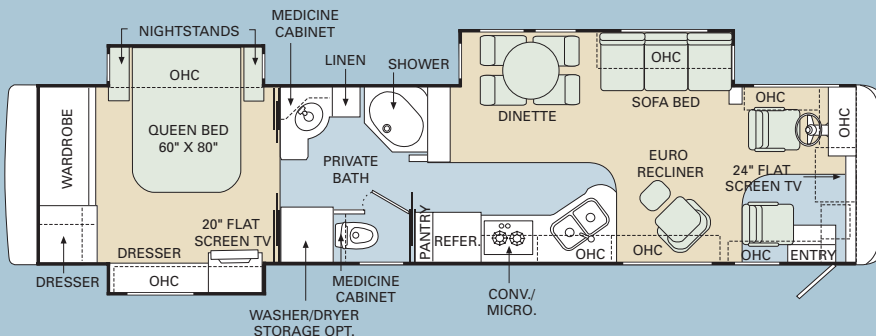 NIGHTSTANDS
MEDICINE
CABINET
LINEN
SHOWER
OHC
OHC
DINETTE
SOFA BED
OHC
OHC
WARDROBE
QUEEN BED
60" X 80"
PRIVATE
BATH
EURO
RECLINER
24" FLAT
SCREEN TV
20" FLAT
SCREEN TV
PANTRY
REFER.
DRESSER
OHC
OHC
OHC
OHC
ENTRY
DRESSER
MEDICINE
CABINET
CONV./
MICRO.
WASHER/DRYER
STORAGE OPT.